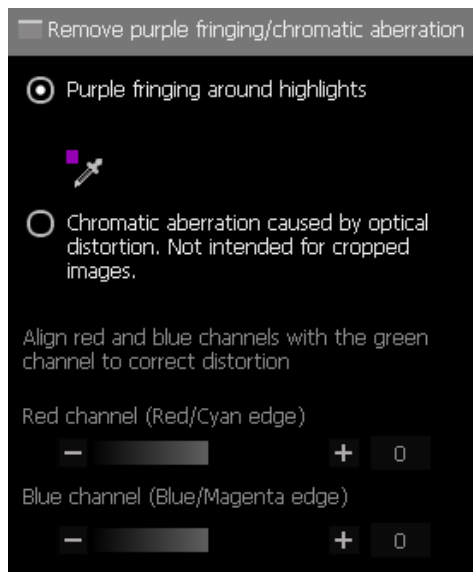 Remove purple fringing/chromatic aberration
Purple fringing around highlights
Chromatic aberration caused by optical
distortion. Not intended for cropped
images.
Align red and blue channels with the green
channel to correct distortion
Red channel (Red/Cyan edge)
− + 0
Blue channel (Blue/Magenta edge)
− + 0